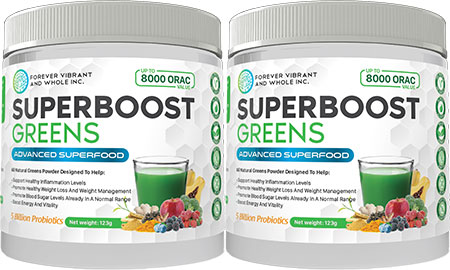 FOREVER VIBRANT
AND WHOLE INC.
UP TO
8000 ORAC
VALUE
SUPERBOOST
GREENS
ADVANCED SUPERFOOD
All Natural Greens Powder Designed To Help:
Support Healthy Inflammation Levels
Promote Healthy Weight Loss And Weight Management
Promote Blood Sugar Levels Already In A Normal Range
Boost Energy And Vitality
5 Billion Probiotics
Net weight: 123g
FOREVER VIBRANT
AND WHOLE INC.
UP TO
8000 ORAC
VALUE
SUPERBOOST
GREENS
ADVANCED SUPERFOOD
All Natural Greens Powder Designed To Help:
Support Healthy Inflammation Levels
Promote Healthy Weight Loss And Weight Management
Promote Blood Sugar Levels Already In A Normal Range
Boost Energy And Vitality
5 Billion Probiotics
Net weight: 123g